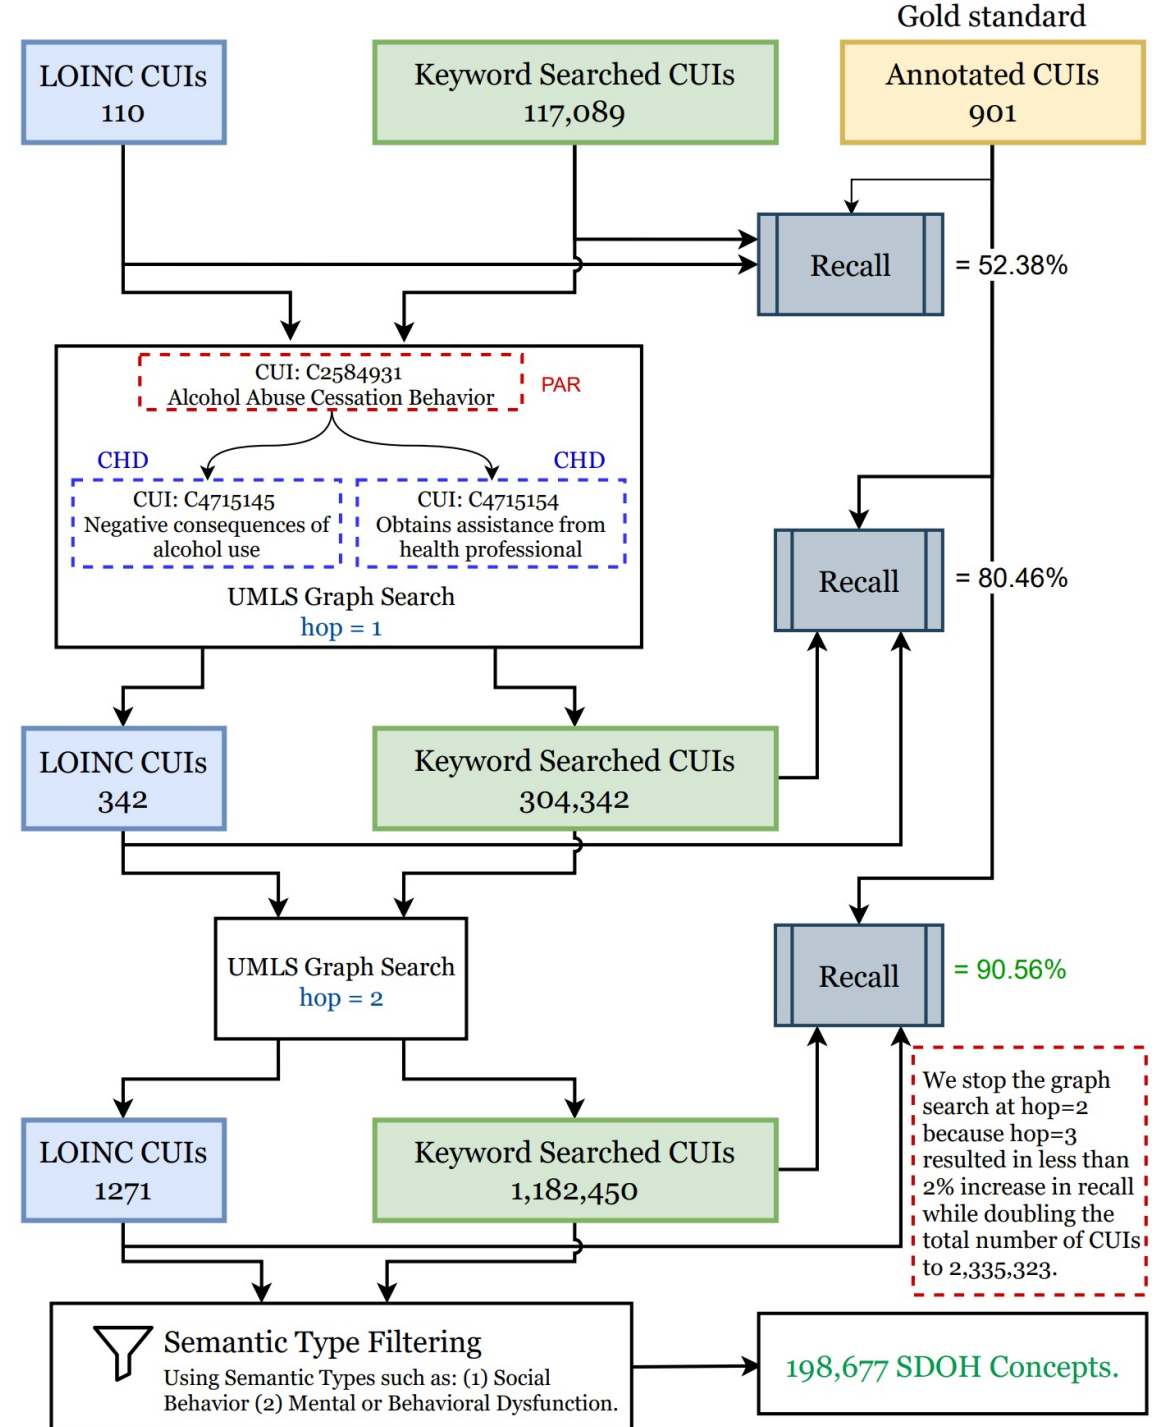 Gold standard
LOINC CUIs
110
Keyword Searched CUIs
117,089
Annotated CUIs
901
Recall
= 52.38%
CUI: C2584931
Alcohol Abuse Cessation Behavior
PAR
CHD
CHD
CUI: C4715145
Negative consequences of
alcohol use
CUI: C4715154
Obtains assistance from
health professional
UMLS Graph Search
hop = 1
Recall
= 80.46%
LOINC CUIs
342
Keyword Searched CUIs
304,342
UMLS Graph Search
hop = 2
Recall
= 90.56%
LOINC CUIs
1271
Keyword Searched CUIs
1,182,450
We stop the graph
search at hop=2
because hop=3
resulted in less than
2% increase in recall
while doubling the
total number of CUIs
to 2,335,323.
Semantic Type Filtering
Using Semantic Types such as: (1) Social
Behavior (2) Mental or Behavioral Dysfunction.
198,677 SDOH Concepts.